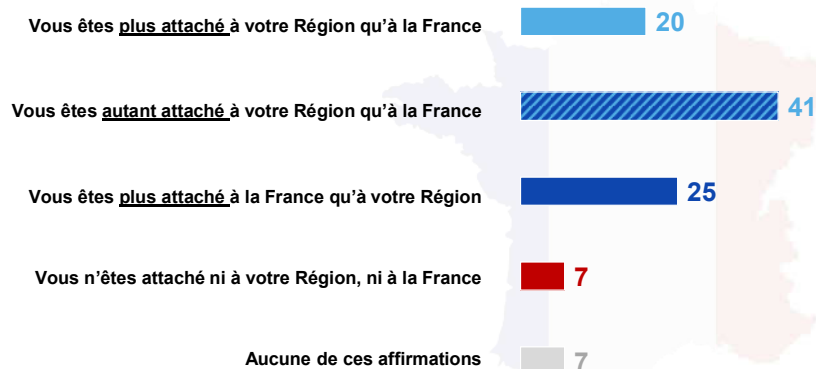 Vous êtes plus attaché à votre Région qu’à la France 20
Vous êtes autant attaché à votre Région qu’à la France 41
Vous êtes plus attaché à la France qu’à votre Région 25
Vous n’êtes attaché ni à votre Région, ni à la France 7
Aucune de ces affirmations 7